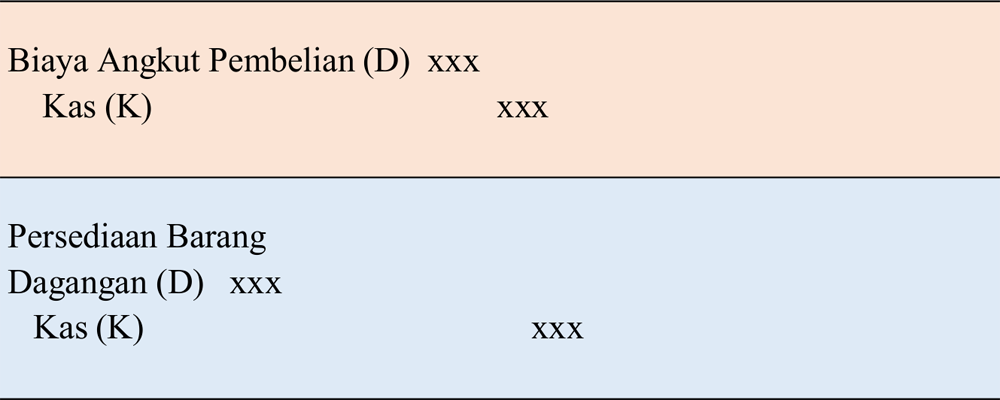 Biaya Angkut Pembelian (D) xxx
Kas (K) xxx
Persediaan Barang
Dagangan (D) xxx
Kas (K) xxx